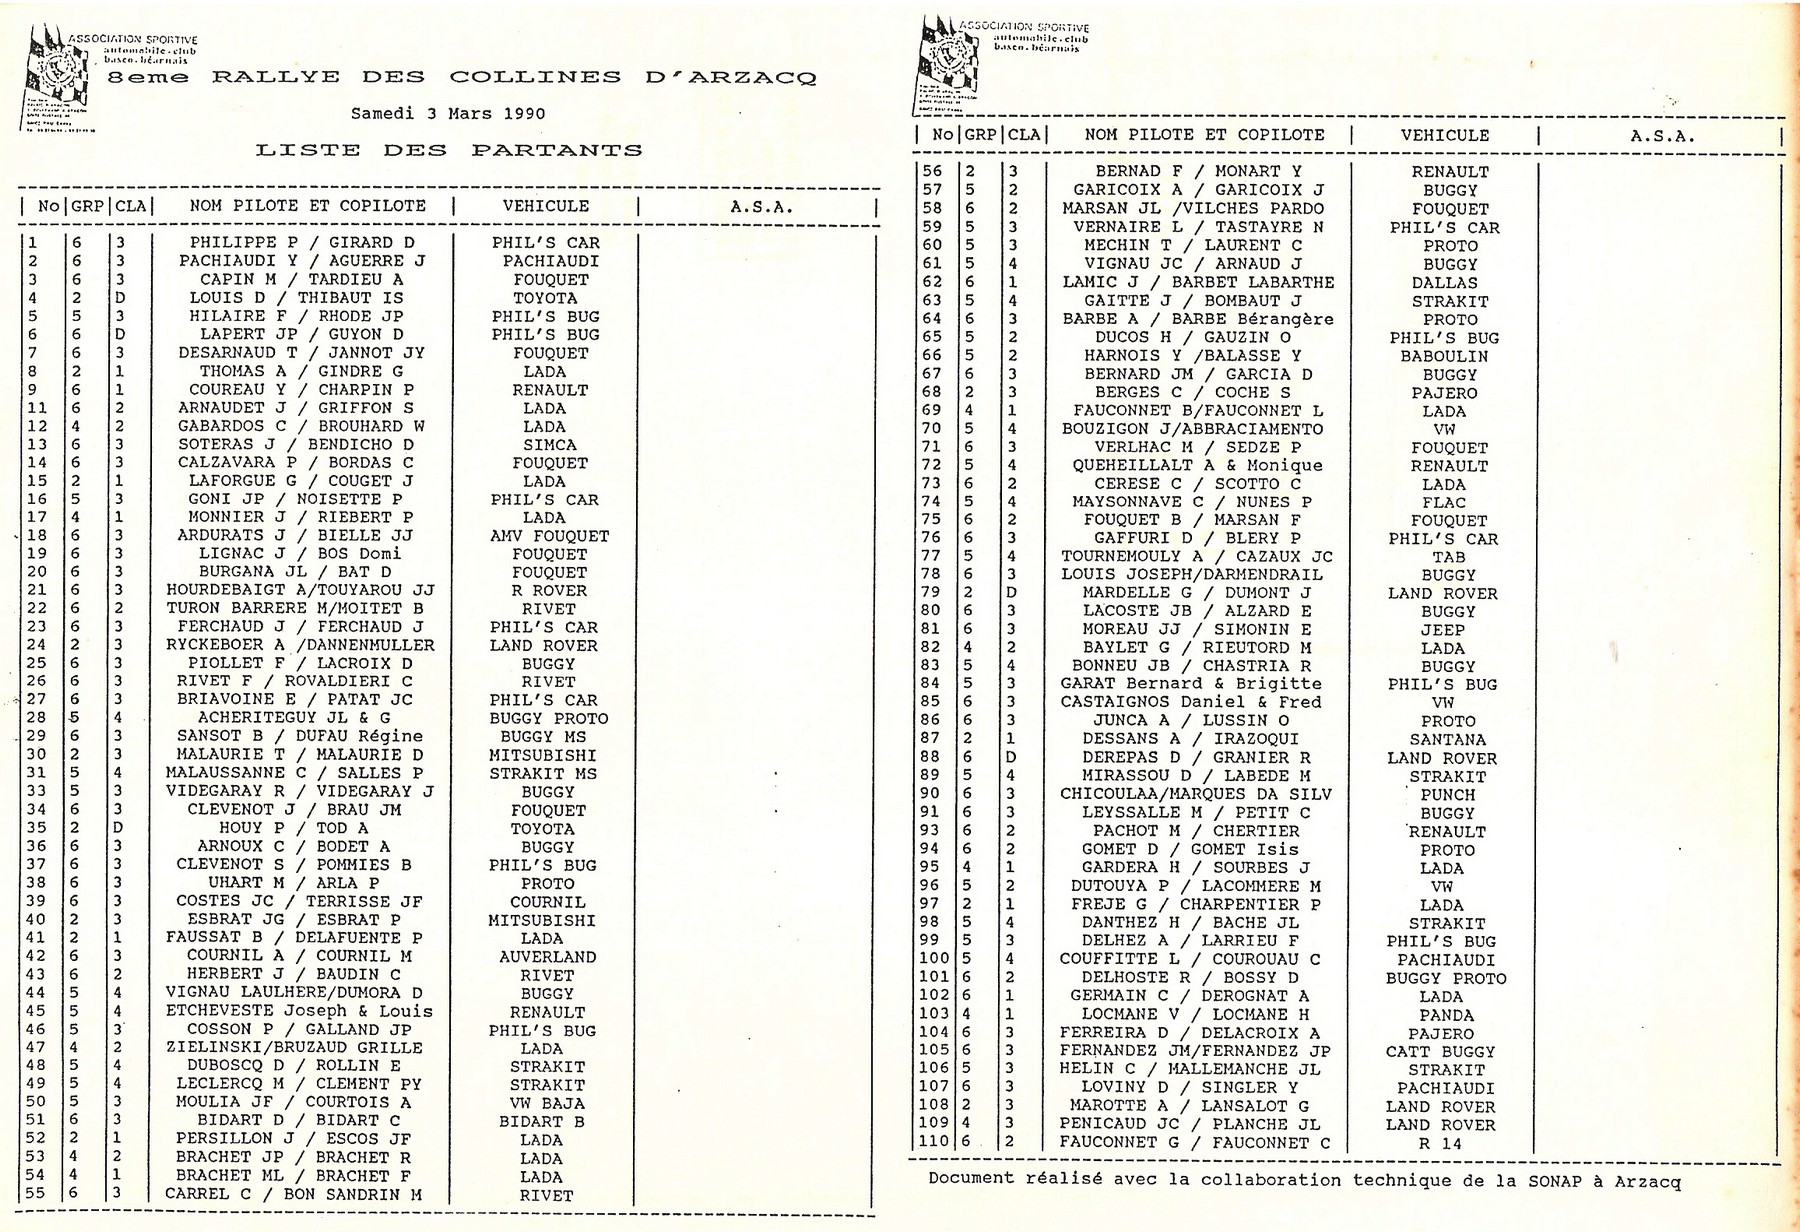 ASSOCIATION SPORTIVE
automobile.club
basco.béarnais
8eme RALLYE DES COLLINES D'ARZACQ
Samedi 3 Mars 1990
LISTE DES PARTANTS
| No|GRP|CLA| NOM PILOTE ET COPILOTE | VEHICULE | A.S.A. |
1 6 3 PHILIPPE P / GIRARD D PHIL'S CAR
2 6 3 PACHIAUDI Y / AGUERRE J PACHIAUDI
3 6 3 CAPIN M / TARDIEU A FOUQUET
4 2 D LOUIS D / THIBAUT IS TOYOTA
5 5 3 HILAIRE F / RHODE JP PHIL'S BUG
6 6 D LAPERT JP / GUYON D PHIL'S BUG
7 6 3 DESARNAUD T / JANNOT JY FOUQUET
8 2 1 THOMAS A / GINDRE G LADA
9 6 1 COUREAU Y / CHARPIN P RENAULT
11 6 2 ARNAUDET J / GRIFFON S LADA
12 4 2 GABARDOS C / BROUHARD W LADA
13 6 3 SOTERAS J / BENDICHO D SIMCA
14 6 3 CALZAVARA P / BORDAS C FOUQUET
15 2 1 LAFORGUE G / COUGET J LADA
16 5 3 GONI JP / NOISETTE P PHIL'S CAR
17 4 1 MONNIER J / RIEBERT P LADA
18 6 3 ARDURATS J / BIELLE JJ AMV FOUQUET
19 6 3 LIGNAC J / BOS Domi FOUQUET
20 6 3 BURGANA JL / BAT D FOUQUET
21 6 3 HOURDEBAIGT A/TOUYAROU JJ R ROVER
22 6 2 TURON BARRERE M/MOITET B RIVET
23 6 3 FERCHAUD J / FERCHAUD J PHIL'S CAR
24 2 3 RYCKEBOER A /DANNENMULLER LAND ROVER
25 6 3 PIOLLET F / LACROIX D BUGGY
26 6 3 RIVET F / ROVALDIERI C RIVET
27 6 3 BRIAVOINE E / PATAT JC PHIL'S CAR
28 5 4 ACHERITEGUY JL & G BUGGY PROTO
29 6 3 SANSOT B / DUFAU Régine BUGGY MS
30 2 3 MALAURIE T / MALAURIE D MITSUBISHI
31 5 4 MALAUSSANNE C / SALLES P STRAKIT MS
33 5 3 VIDEGARAY R / VIDEGARAY J BUGGY
34 6 3 CLEVENOT J / BRAU JM FOUQUET
35 2 D HOUY P / TOD A TOYOTA
36 6 3 ARNOUX C / BODET A BUGGY
37 6 3 CLEVENOT S / POMMIES B PHIL'S BUG
38 6 3 UHART M / ARLA P PROTO
39 6 3 COSTES JC / TERRISSE JF COURNIL
40 2 3 ESBRAT JG / ESBRAT P MITSUBISHI
41 2 1 FAUSSAT B / DELAFUENTE P LADA
42 6 3 COURNIL A / COURNIL M AUVERLAND
43 6 2 HERBERT J / BAUDIN C RIVET
44 5 4 VIGNAU LAULHERE/DUMORA D BUGGY
45 5 4 ETCHEVESTE Joseph & Louis RENAULT
46 5 3 COSSON P / GALLAND JP PHIL'S BUG
47 4 2 ZIELINSKI/BRUZAUD GRILLE LADA
48 5 4 DUBOSCQ D / ROLLIN E STRAKIT
49 5 4 LECLERCQ M / CLEMENT PY STRAKIT
50 5 3 MOULIA JF / COURTOIS A VW BAJA
51 6 3 BIDART D / BIDART C BIDART B
52 2 1 PERSILLON J / ESCOS JF LADA
53 4 2 BRACHET JP / BRACHET R LADA
54 4 1 BRACHET ML / BRACHET F LADA
55 6 3 CARREL C / BON SANDRIN M RIVET
ASSOCIATION SPORTIVE
automobile.club
basco.béarnais
| No|GRP|CLA| NOM PILOTE ET COPILOTE | VEHICULE | A.S.A. |
56 2 3 BERNAD F / MONART Y RENAULT
57 5 2 GARICOIX A / GARICOIX J BUGGY
58 6 2 MARSAN JL /VILCHES PARDO FOUQUET
59 5 3 VERNAIRE L / TASTAYRE N PHIL'S CAR
60 5 3 MECHIN T / LAURENT C PROTO
61 5 4 VIGNAU JC / ARNAUD J BUGGY
62 6 1 LAMIC J / BARBET LABARTHE DALLAS
63 5 4 GAITTE J / BOMBAUT J STRAKIT
64 6 3 BARBE A / BARBE Bérangère PROTO
65 5 2 DUCOS H / GAUZIN O PHIL'S BUG
66 5 2 HARNOIS Y /BALASSE Y BABOULIN
67 6 3 BERNARD JM / GARCIA D BUGGY
68 2 3 BERGES C / COCHE S PAJERO
69 4 1 FAUCONNET B/FAUCONNET L LADA
70 5 4 BOUZIGON J/ABBRACIAMENTO VW
71 6 3 VERLHAC M / SEDZE P FOUQUET
72 5 4 QUEHEILLALT A & Monique RENAULT
73 6 2 CERESE C / SCOTTO C LADA
74 5 4 MAYSONNAVE C / NUNES P FLAC
75 6 2 FOUQUET B / MARSAN F FOUQUET
76 6 3 GAFFURI D / BLERY P PHIL'S CAR
77 5 4 TOURNEMOULY A / CAZAUX JC TAB
78 6 3 LOUIS JOSEPH/DARMENDRAIL BUGGY
79 2 D MARDELLE G / DUMONT J LAND ROVER
80 6 3 LACOSTE JB / ALZARD E BUGGY
81 6 3 MOREAU JJ / SIMONIN E JEEP
82 4 2 BAYLET G / RIEUTORD M LADA
83 5 4 BONNEU JB / CHASTRIA R BUGGY
84 5 3 GARAT Bernard & Brigitte PHIL'S BUG
85 6 3 CASTAIGNOS Daniel & Fred VW
86 6 3 JUNCA A / LUSSIN O PROTO
87 2 1 DESSANS A / IRAZOQUI SANTANA
88 6 D DEREPAS D / GRANIER R LAND ROVER
89 5 4 MIRASSOU D / LABEDE M STRAKIT
90 6 3 CHICOULAA/MARQUES DA SILV PUNCH
91 6 3 LEYSSALLE M / PETIT C BUGGY
93 6 2 PACHOT M / CHERTIER RENAULT
94 6 2 GOMET D / GOMET Isis PROTO
95 4 1 GARDERA H / SOURBES J LADA
96 5 2 DUTOUYA P / LACOMMERE M VW
97 2 1 FREJE G / CHARPENTIER P LADA
98 5 4 DANTHEZ H / BACHE JL STRAKIT
99 5 3 DELHEZ A / LARRIEU F PHIL'S BUG
100 5 4 COUFFITTE L / COUROUAU C PACHIAUDI
101 6 2 DELHOSTE R / BOSSY D BUGGY PROTO
102 6 1 GERMAIN C / DEROGNAT A LADA
103 4 1 LOCMANE V / LOCMANE H PANDA
104 6 3 FERREIRA D / DELACROIX A PAJERO
105 6 3 FERNANDEZ JM/FERNANDEZ JP CATT BUGGY
106 5 3 HELIN C / MALLEMANCHE JL STRAKIT
107 6 3 LOVINY D / SINGLER Y PACHIAUDI
108 2 3 MAROTTE A / LANSALOT G LAND ROVER
109 4 3 PENICAUD JC / PLANCHE JL LAND ROVER
110 6 2 FAUCONNET G / FAUCONNET C R 14
Document réalisé avec la collaboration technique de la SONAP à Arzacq